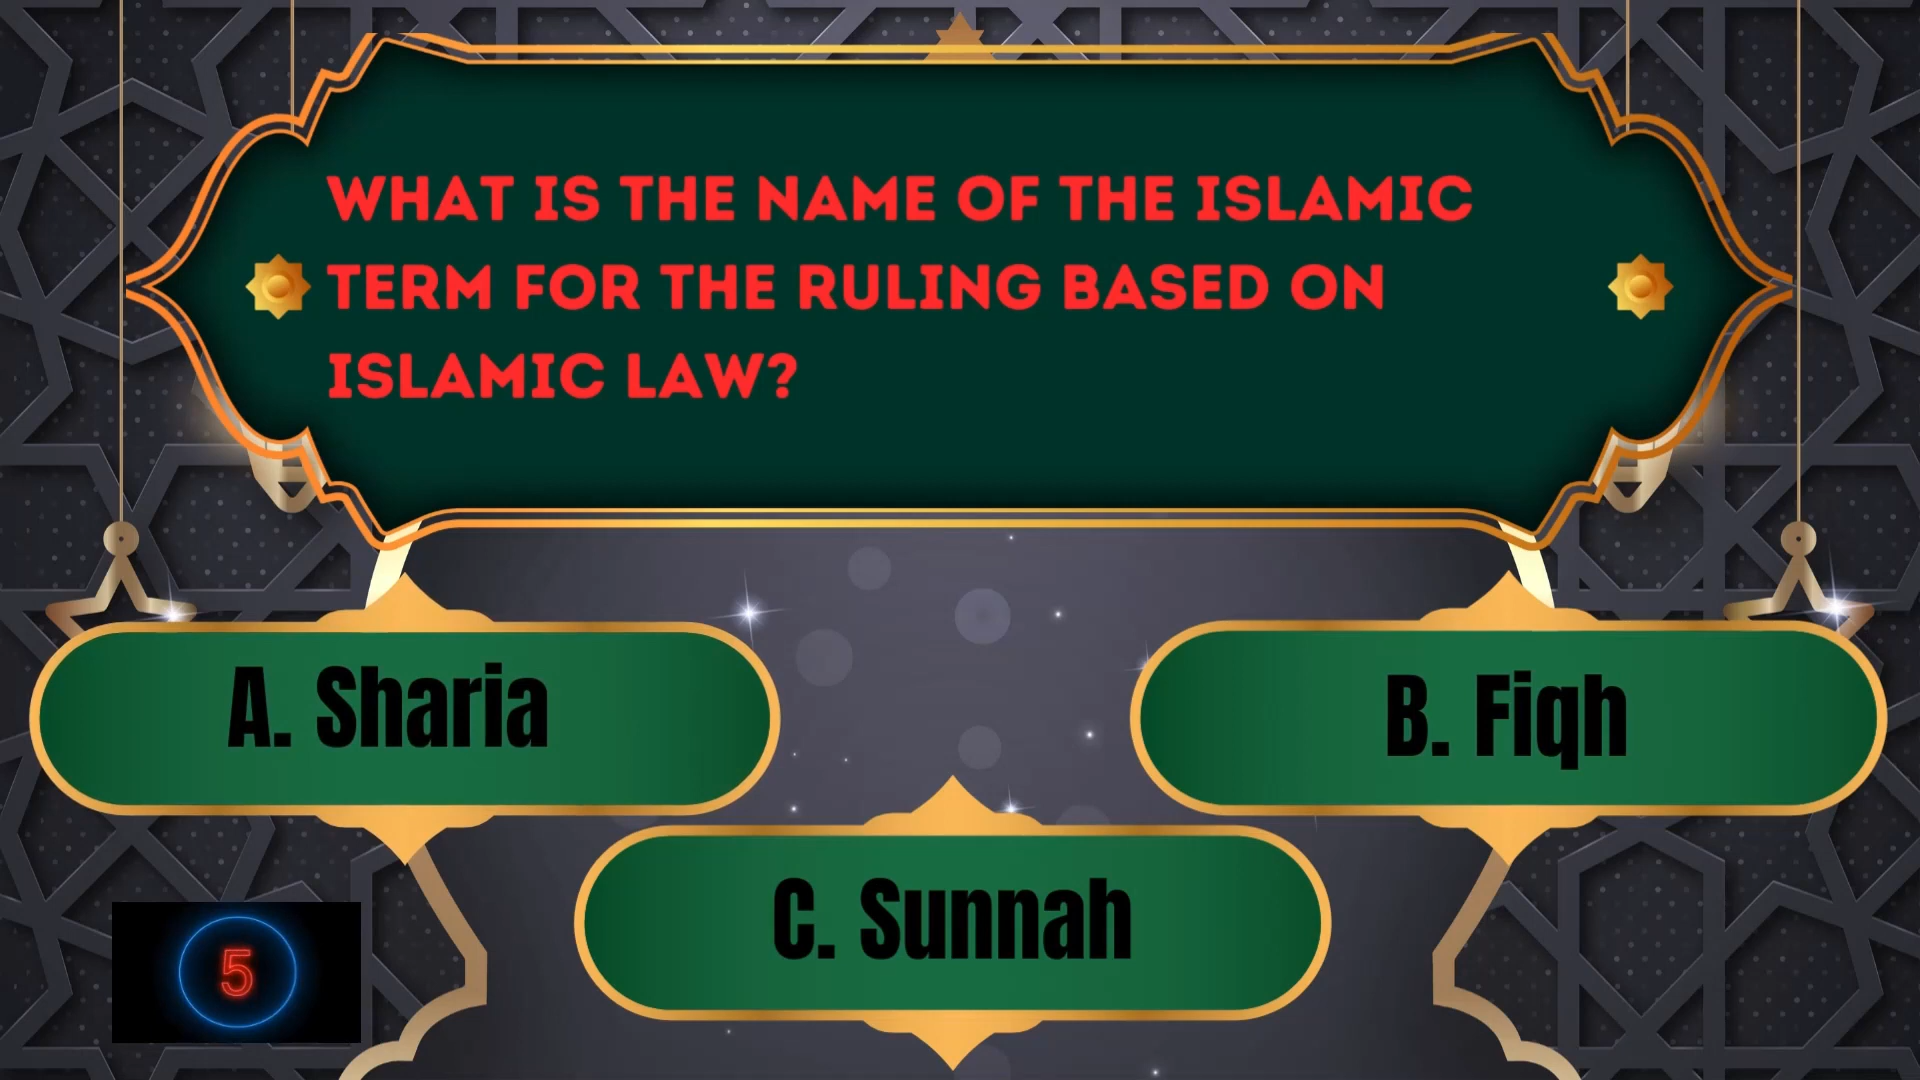 WHAT IS THE NAME OF THE ISLAMIC
TERM FOR THE RULING BASED ON
ISLAMIC LAW?
A. Sharia
B. Fiqh
C. Sunnah
5